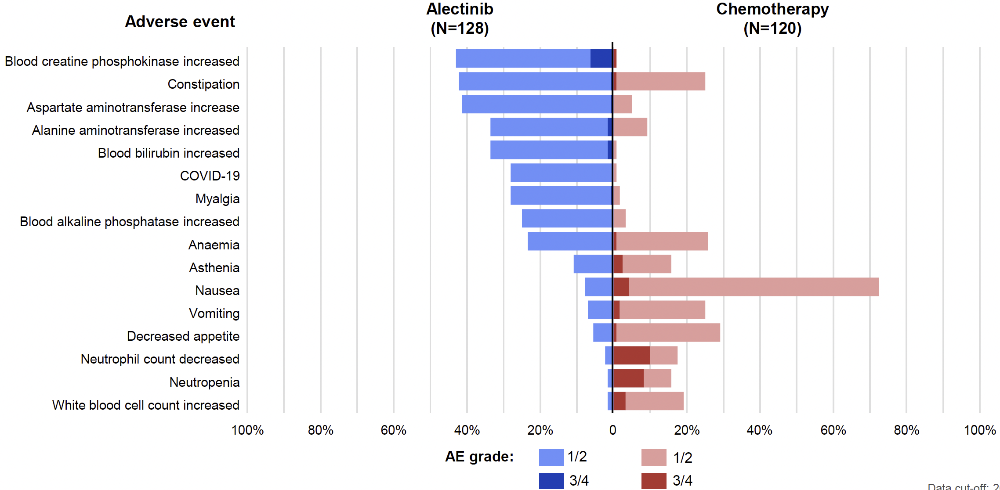 Adverse event
Alectinib
(N=128)
Chemotherapy
(N=120)
Blood creatine phosphokinase increased
Constipation
Aspartate aminotransferase increase
Alanine aminotransferase increased
Blood bilirubin increased
COVID-19
Myalgia
Blood alkaline phosphatase increased
Anaemia
Asthenia
Nausea
Vomiting
Decreased appetite
Neutrophil count decreased
Neutropenia
White blood cell count increased
100% 80% 60% 40% 20% 0 20% 40% 60% 80% 100%
AE grade: 1/2 1/2
3/4 3/4
Data cut-off: